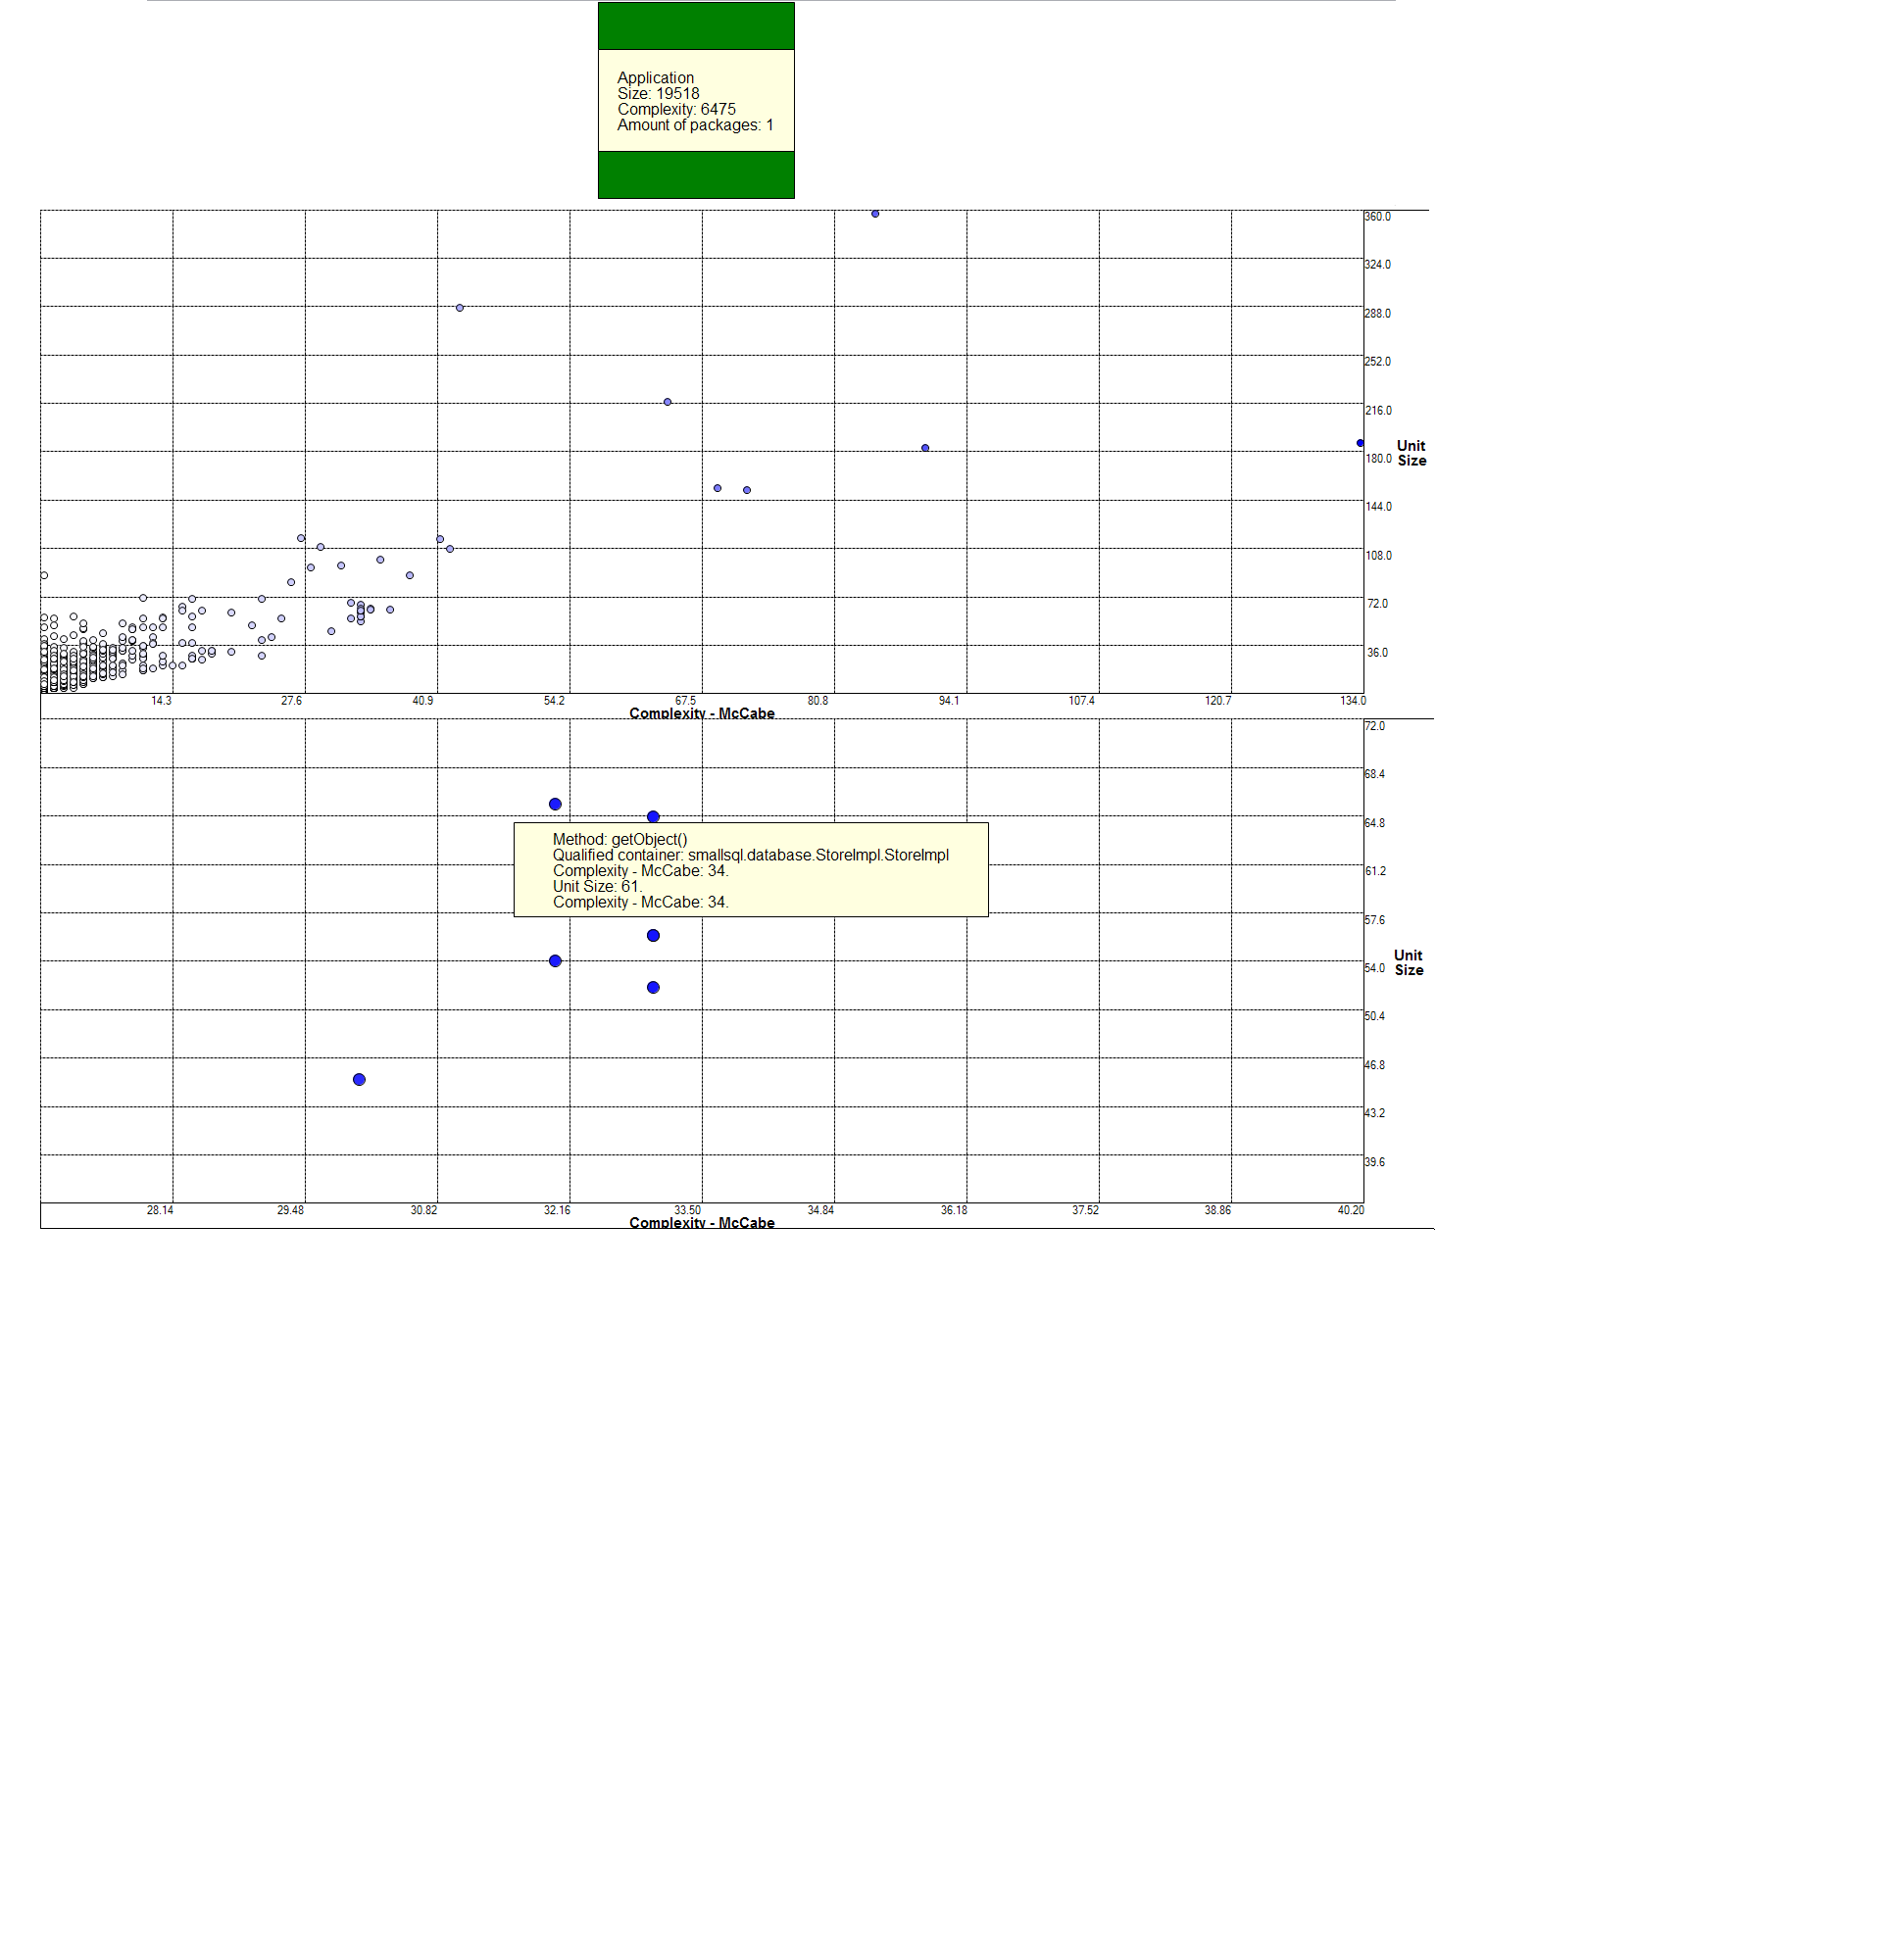 Application
Size: 19518
Complexity: 6475
Amount of packages: 1
360.0
324.0
288.0
252.0
216.0
Unit
Size
180.0
144.0
108.0
72.0
36.0
14.3 27.6 40.9 54.2 67.5 80.8 94.1 107.4 120.7 134.0
Complexity - McCabe
72.0
68.4
64.8
Method: getObject()
Qualified container: smallsql.database.StoreImpl.StoreImpl
Complexity - McCabe: 34.
Unit Size: 61.
Complexity - McCabe: 34.
61.2
57.6
Unit
Size
54.0
50.4
46.8
43.2
39.6
28.14 29.48 30.82 32.16 33.50 34.84 36.18 37.52 38.86 40.20
Complexity - McCabe